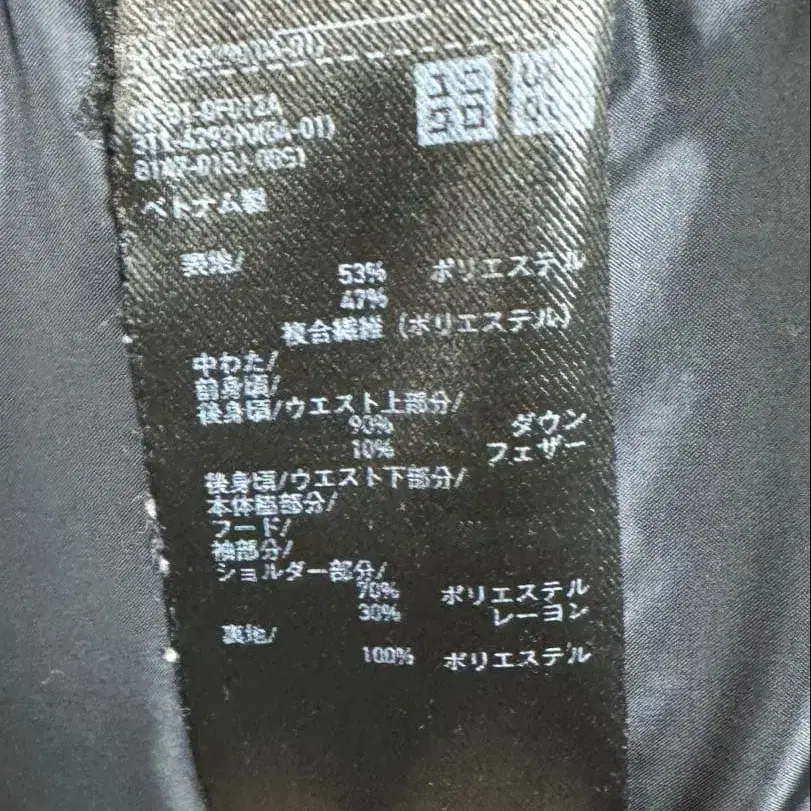 311-429270(04-01)
ベトナム製
表地/
53% ポリエステル
47%
複合繊維 (ポリエステル)
中わた/
前身頃/
後身頃/ウエスト上部分/
90% ダウン
10% フェザー
後身頃/ウエスト下部分/
本体脇部分/
フード/
袖部分/
ショルダー部分/
70% ポリエステル
30% レーヨン
裏地/
100% ポリエステル